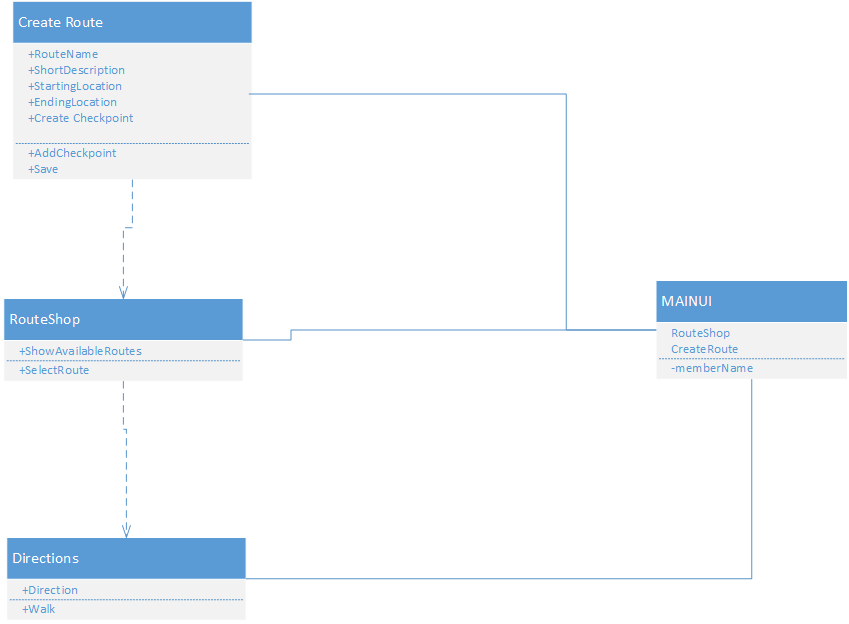 Create Route
+RouteName
+ShortDescription
+StartingLocation
+EndingLocation
+Create Checkpoint
+AddCheckpoint
+Save
RouteShop
+ShowAvailableRoutes
+SelectRoute
MAINUI
RouteShop
CreateRoute
-memberName
Directions
+Direction
+Walk